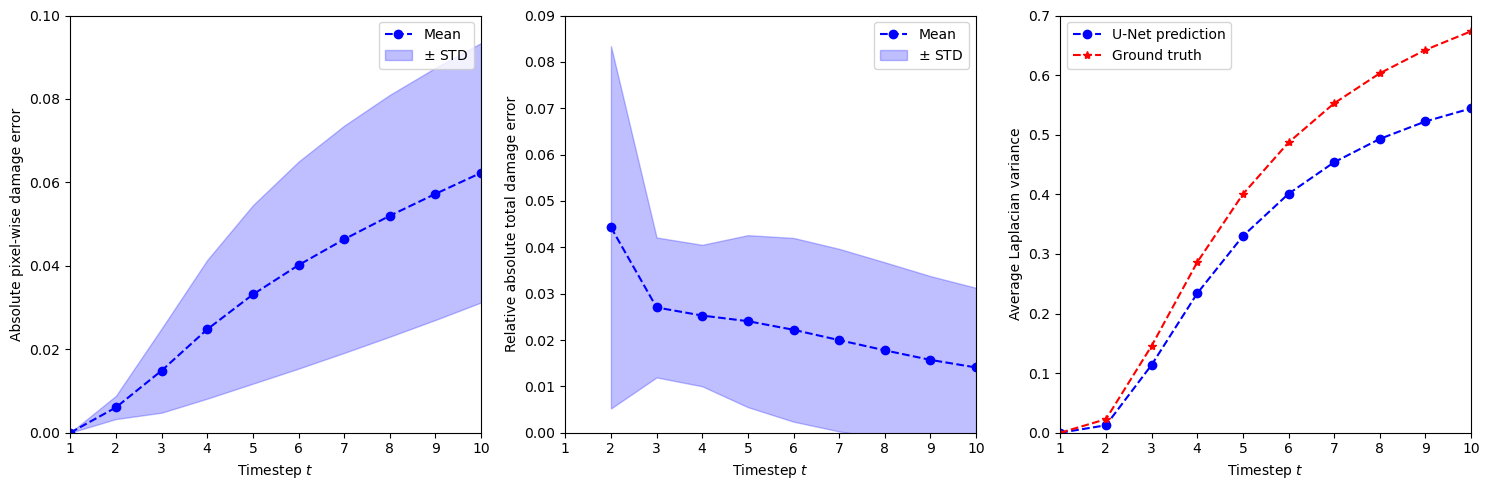 Absolute pixel-wise damage error
0.10
0.08
0.06
0.04
0.02
0.00
1 2 3 4 5 6 7 8 9 10
Timestep t
Mean
± STD
Relative absolute total damage error
0.09
0.08
0.07
0.06
0.05
0.04
0.03
0.02
0.01
0.00
1 2 3 4 5 6 7 8 9 10
Timestep t
Mean
± STD
Average Laplacian variance
0.7
0.6
0.5
0.4
0.3
0.2
0.1
0.0
1 2 3 4 5 6 7 8 9 10
Timestep t
U-Net prediction
Ground truth